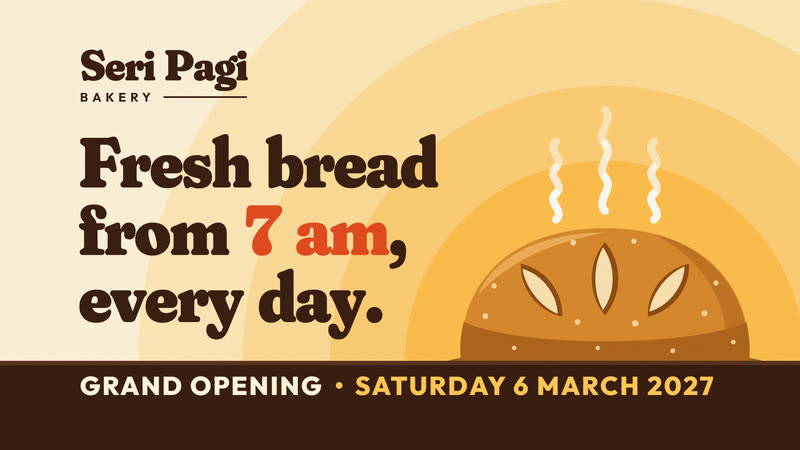 Seri Pagi
BAKERY
Fresh bread
from 7 am,
every day.
GRAND OPENING • SATURDAY 6 MARCH 2027